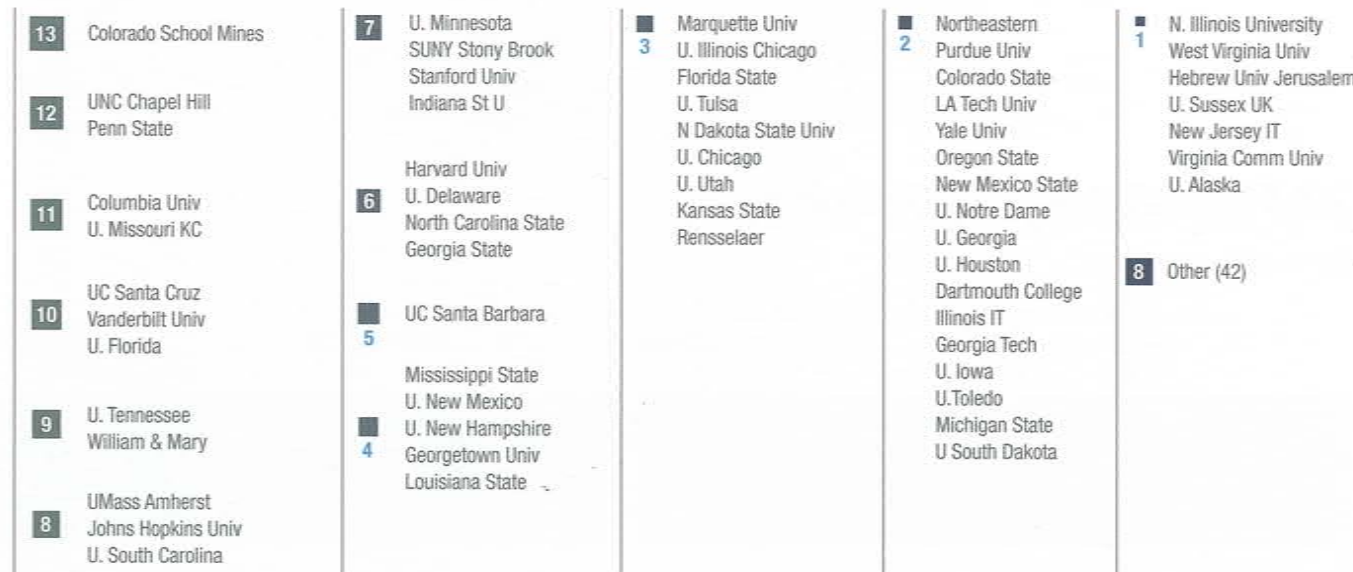 13 Colorado School Mines
12 UNC Chapel Hill
Penn State
11 Columbia Univ
U. Missouri KC
10 UC Santa Cruz
Vanderbilt Univ
U. Florida
9 U. Tennessee
William & Mary
8 UMass Amherst
Johns Hopkins Univ
U. South Carolina
7 U. Minnesota
SUNY Stony Brook
Stanford Univ
Indiana St U
6 Harvard Univ
U. Delaware
North Carolina State
Georgia State
5 UC Santa Barbara
4 Mississippi State
U. New Mexico
U. New Hampshire
Georgetown Univ
Louisiana State
3 Marquette Univ
U. Illinois Chicago
Florida State
U. Tulsa
N Dakota State Univ
U. Chicago
U. Utah
Kansas State
Rensselaer
2 Northeastern
Purdue Univ
Colorado State
LA Tech Univ
Yale Univ
Oregon State
New Mexico State
U. Notre Dame
U. Georgia
U. Houston
Dartmouth College
Illinois IT
Georgia Tech
U. Iowa
U.Toledo
Michigan State
U South Dakota
1 N. Illinois University
West Virginia Univ
Hebrew Univ Jerusalem
U. Sussex UK
New Jersey IT
Virginia Comm Univ
U. Alaska
8 Other (42)